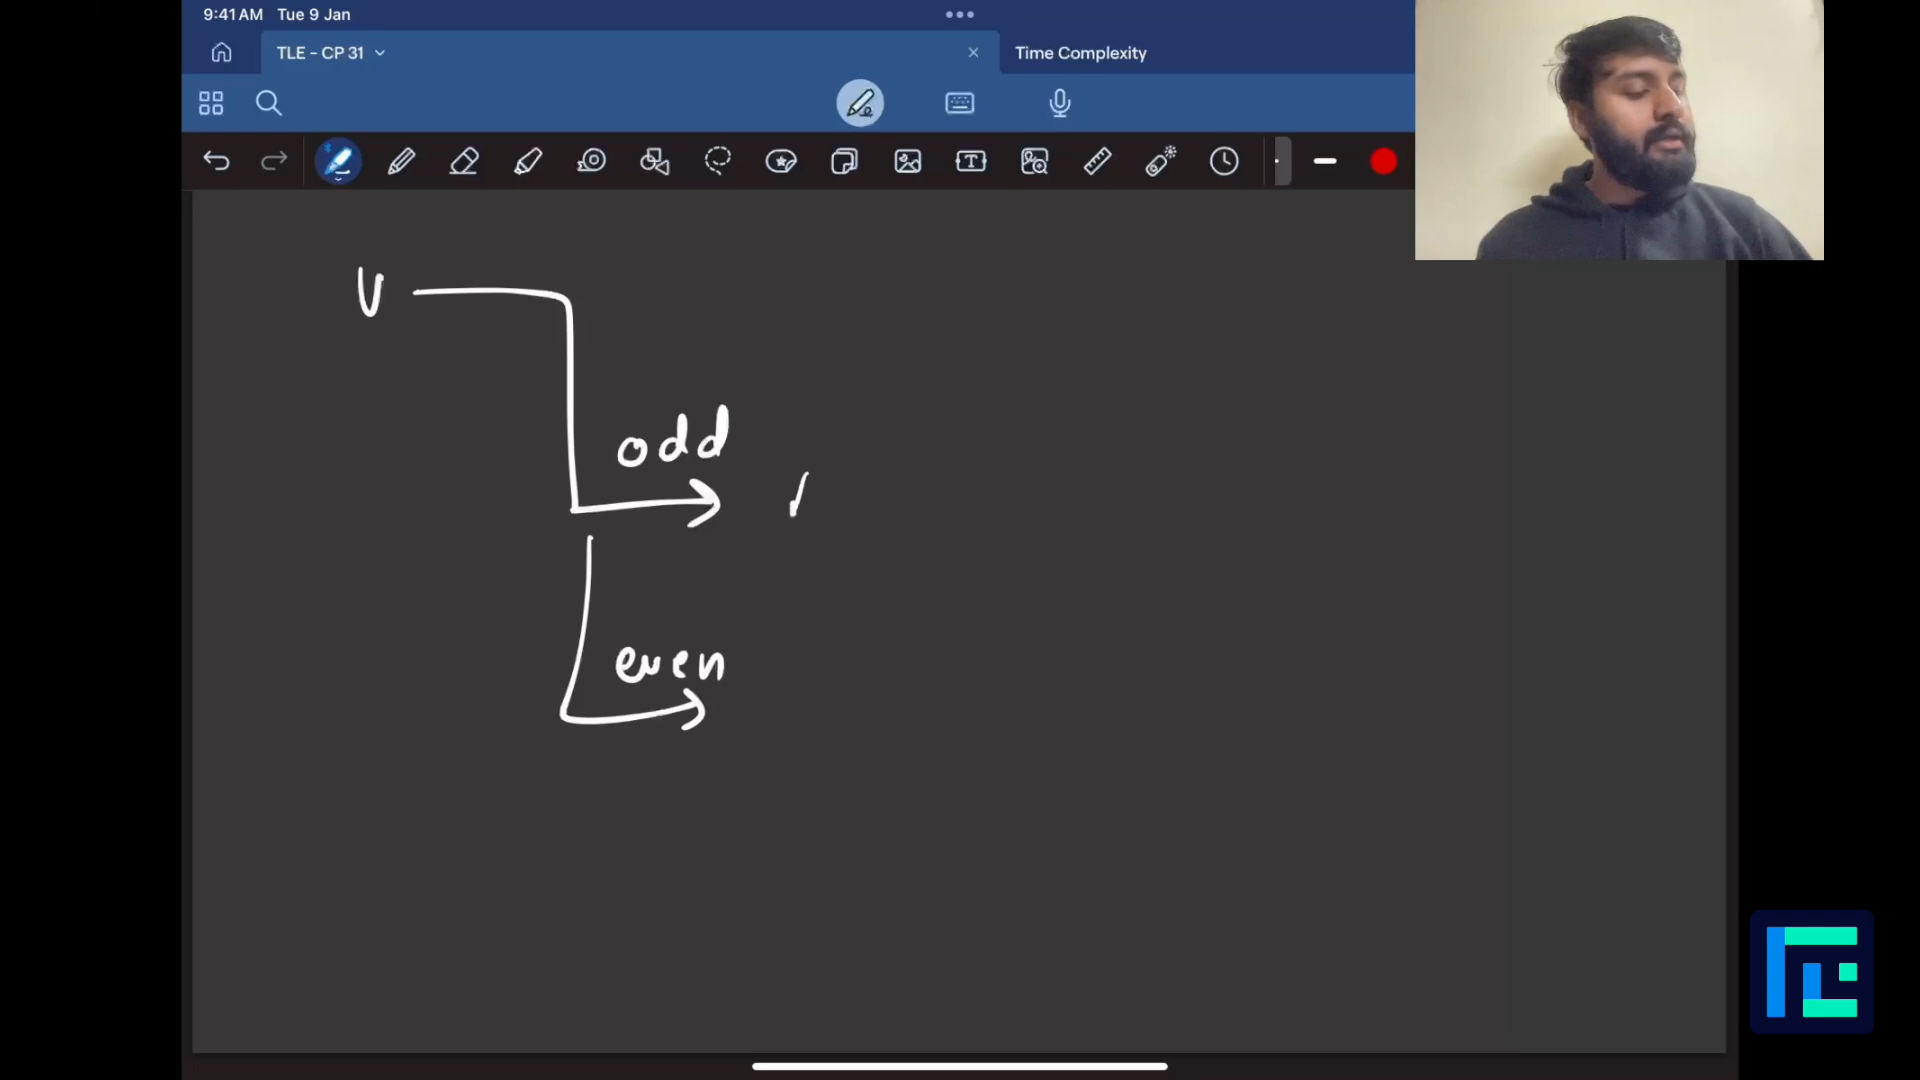 9:41 AM Tue 9 Jan
TLE - CP 31
Time Complexity
U
odd
even